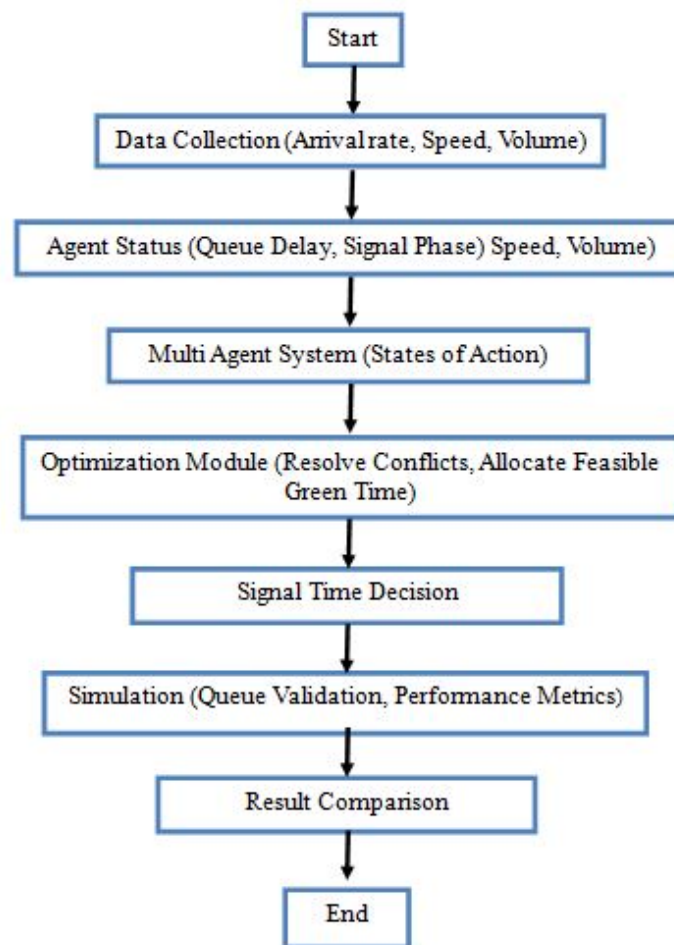 Start
Data Collection (Arrival rate, Speed, Volume)
Agent Status (Queue Delay, Signal Phase) Speed, Volume)
Multi Agent System (States of Action)
Optimization Module (Resolve Conflicts, Allocate Feasible
Green Time)
Signal Time Decision
Simulation (Queue Validation, Performance Metrics)
Result Comparison
End